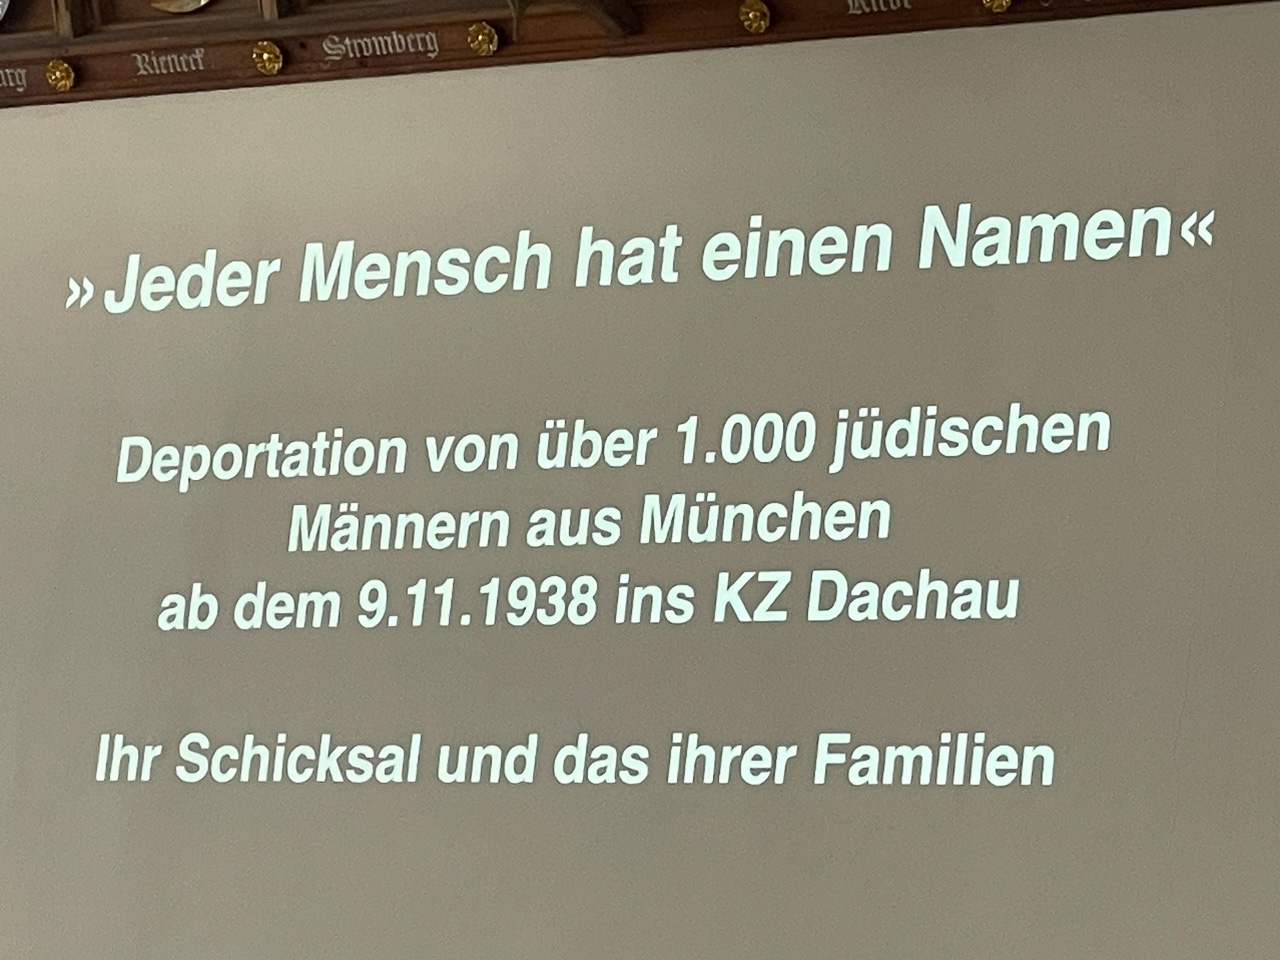 Rieneck
Stromberg
»Jeder Mensch hat einen Namen«
Deportation von über 1.000 jüdischen
Männern aus München
ab dem 9.11.1938 ins KZ Dachau
Ihr Schicksal und das ihrer Familien